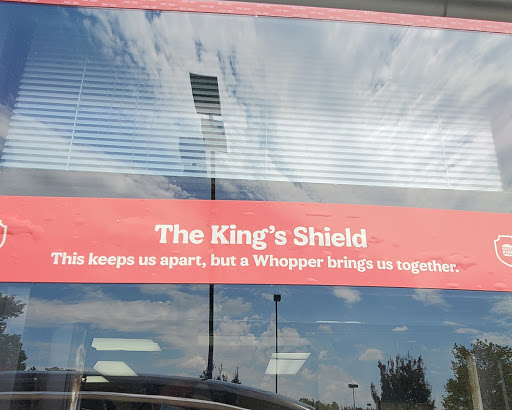 The King's Shield
This keeps us apart, but a Whopper brings us together.